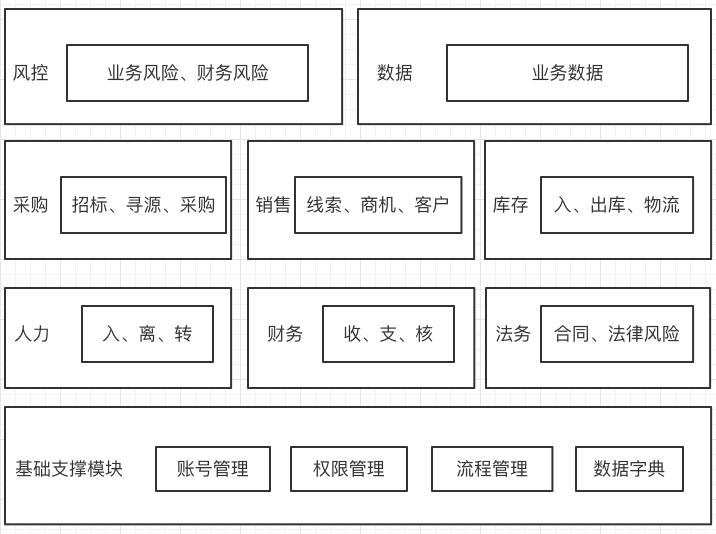 风控
业务风险、财务风险
数据
业务数据
采购
招标、寻源、采购
销售
线索、商机、客户
库存
入、出库、物流
人力
入、离、转
财务
收、支、核
法务
合同、法律风险
基础支撑模块
账号管理
权限管理
流程管理
数据字典